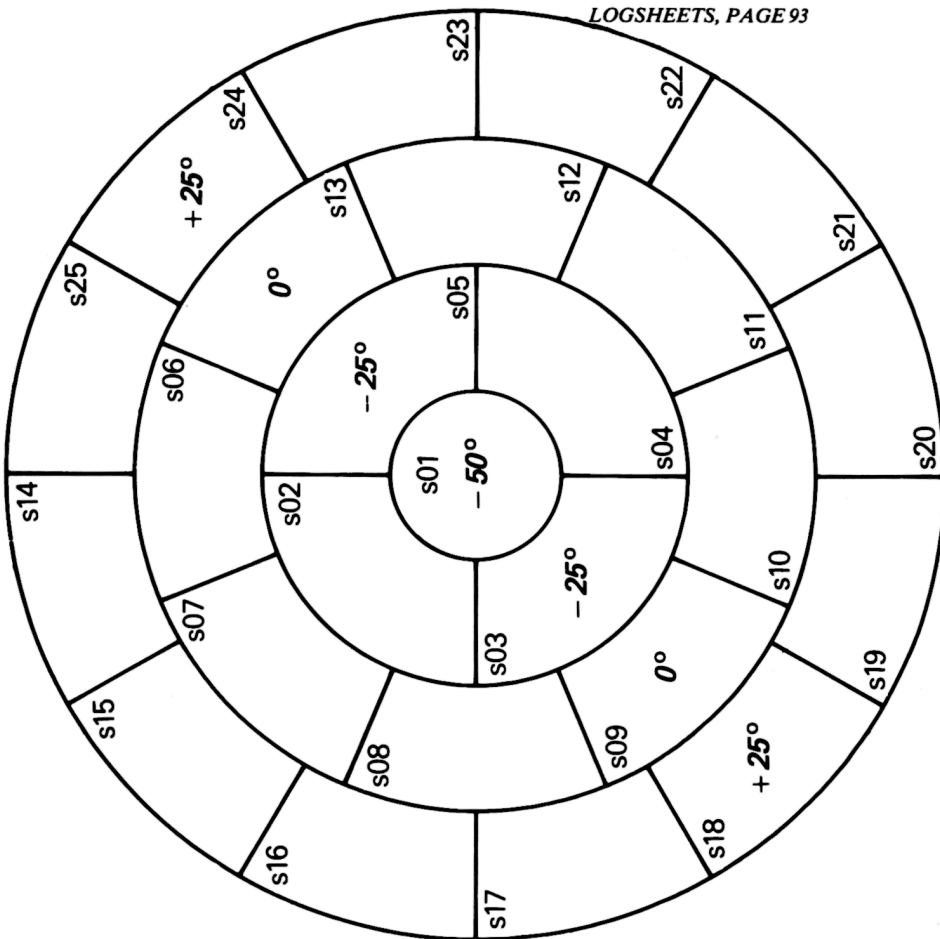 LOGSHEETS, PAGE 93
s23
s24
s22
+25°
s25
s13
s12
0°
s21
s05
s06
-25°
s11
s14
s02
s01
-50°
s04
s20
s07
s03
-25°
s10
s15
s08
0°
s09
s19
+25°
s16
s18
s17